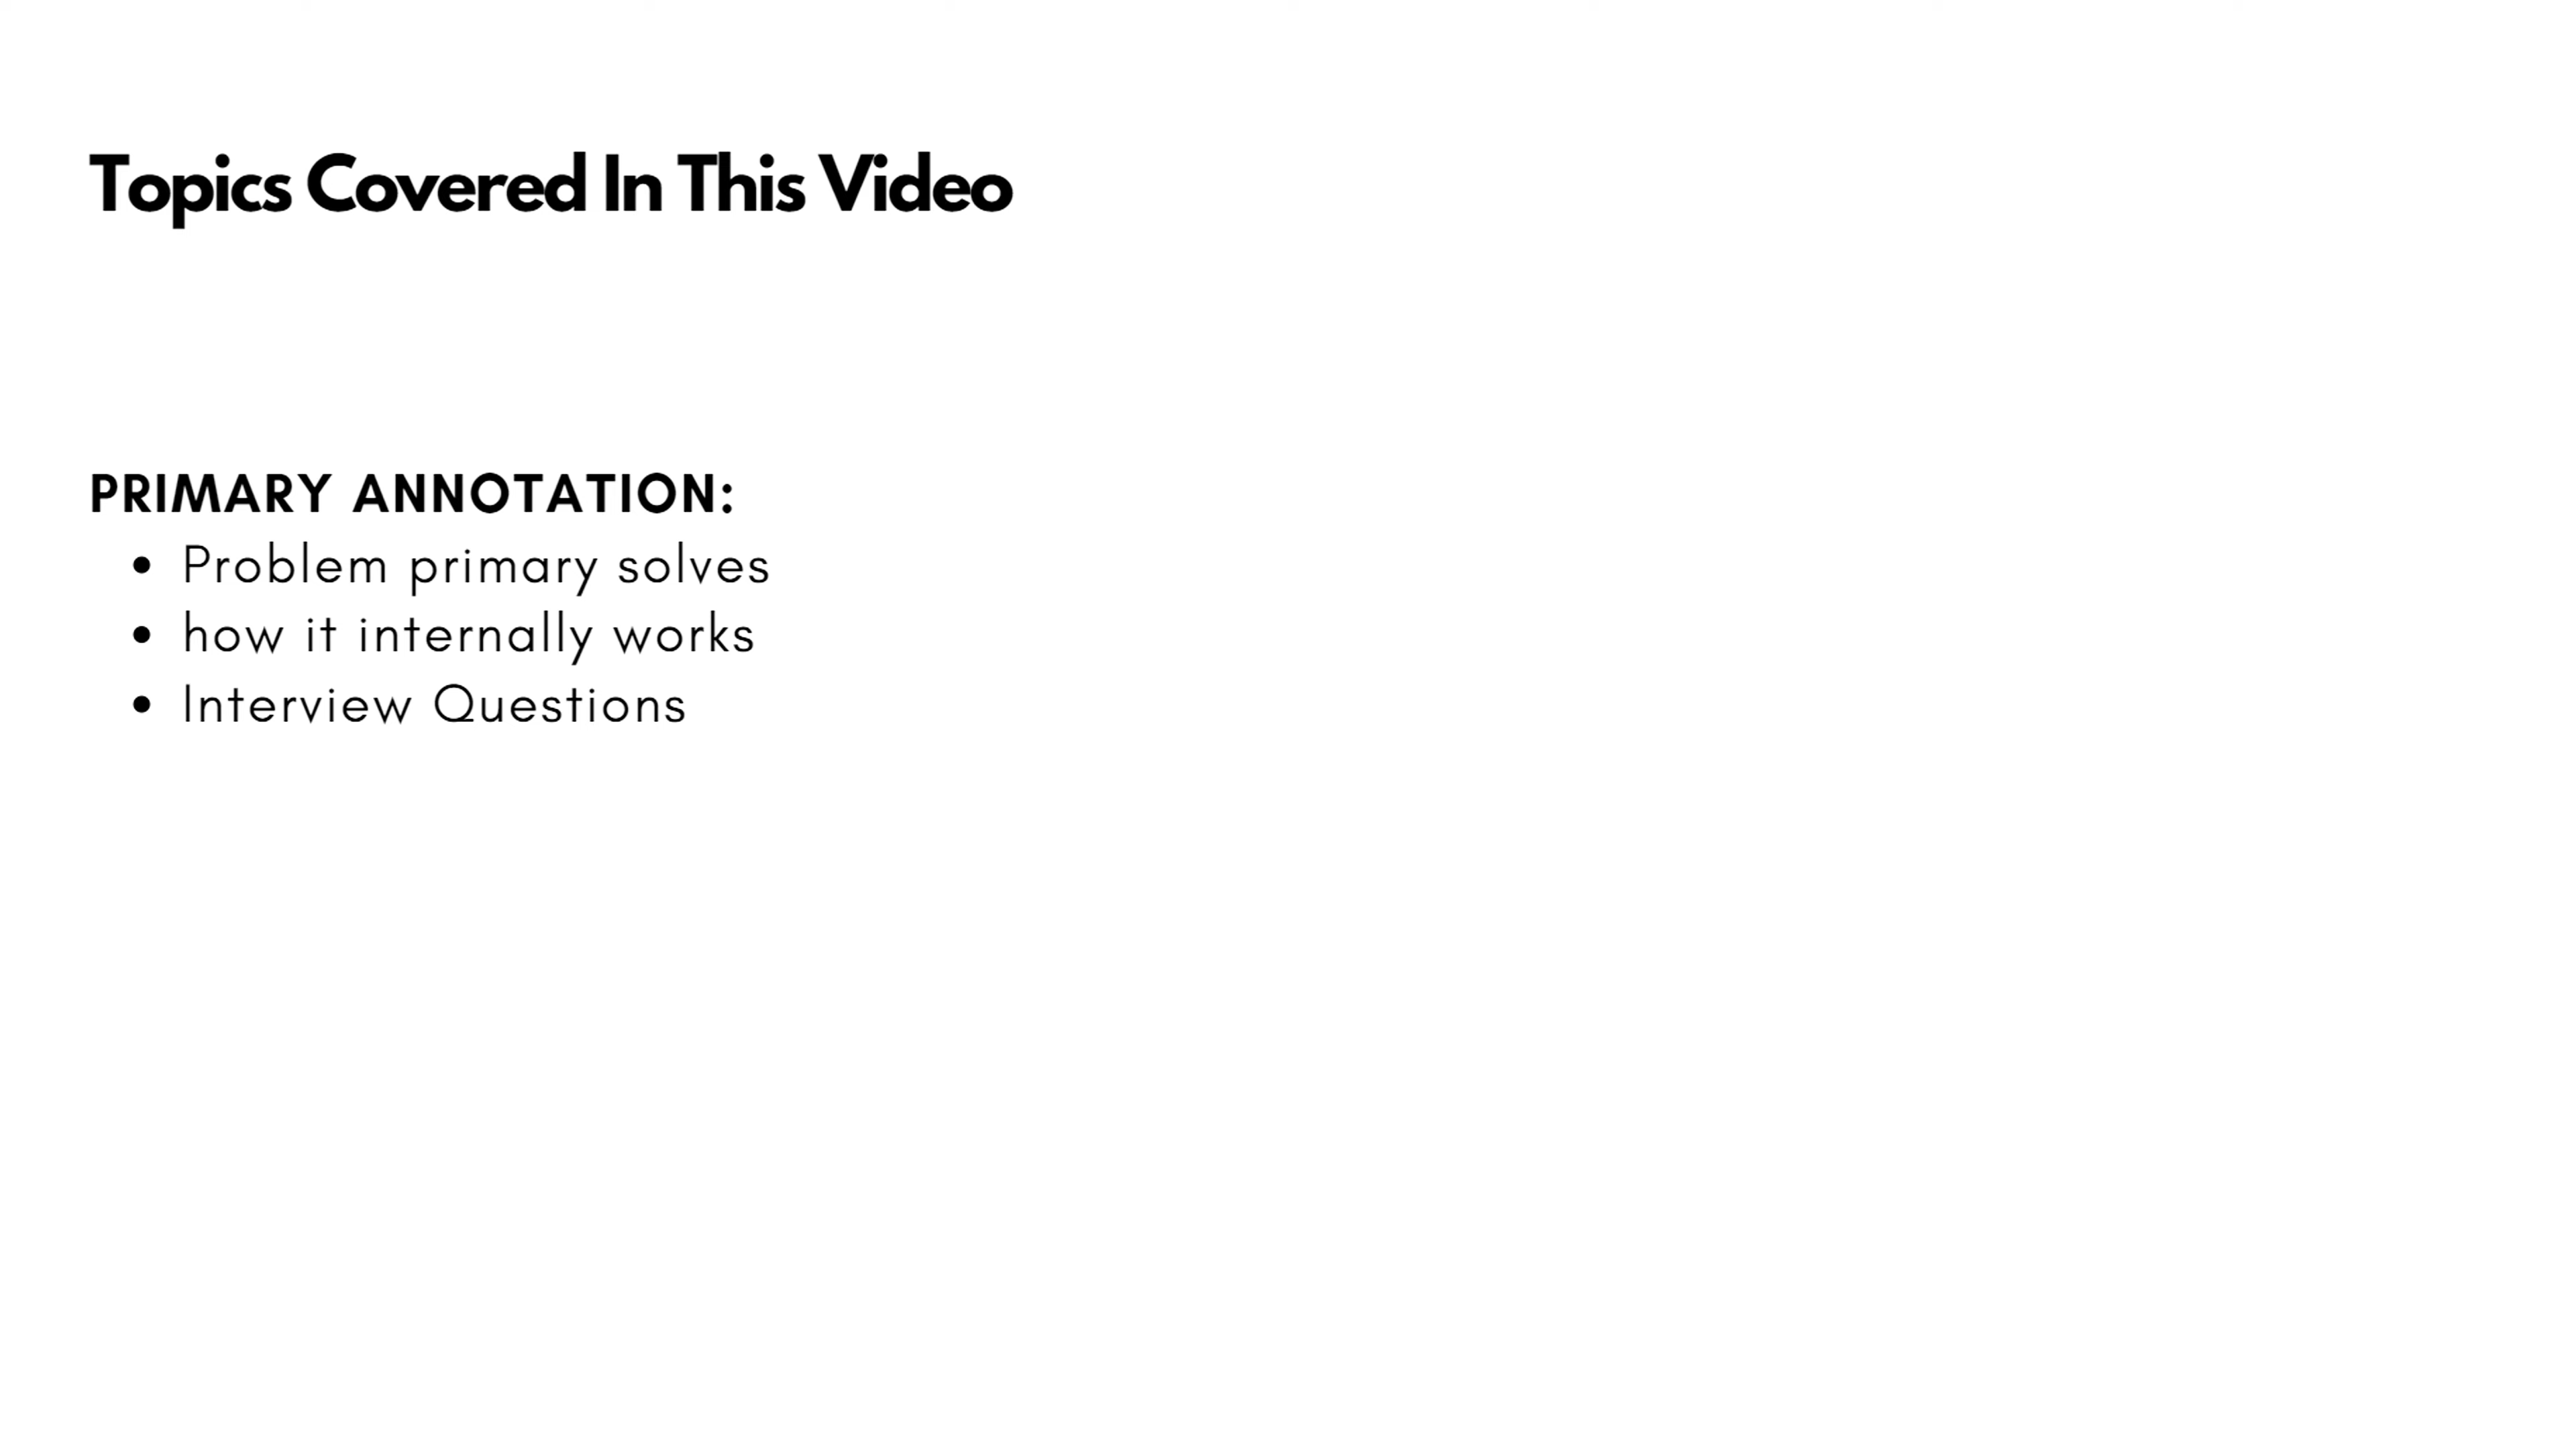 Topics Covered In This Video
PRIMARY ANNOTATION:
• Problem primary solves
• how it internally works
• Interview Questions